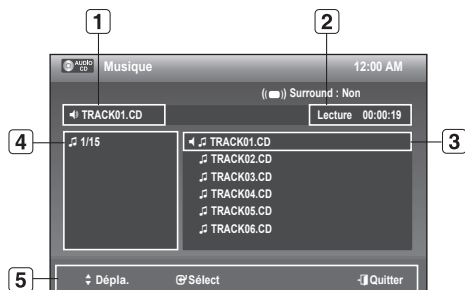 1 2
AUDIO CD Musique 12:00 AM
Surround : Non
TRACK01.CD Lecture 00:00:19
4 1/15 TRACK01.CD 3
TRACK02.CD
TRACK03.CD
TRACK04.CD
TRACK05.CD
TRACK06.CD
5 Dépla. Sélect Quitter